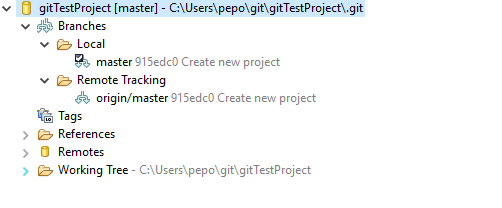 gitTestProject [master] - C:\Users\pepo\git\gitTestProject\.git
Branches
Local
master 915edc0 Create new project
Remote Tracking
origin/master 915edc0 Create new project
Tags
References
Remotes
Working Tree - C:\Users\pepo\git\gitTestProject